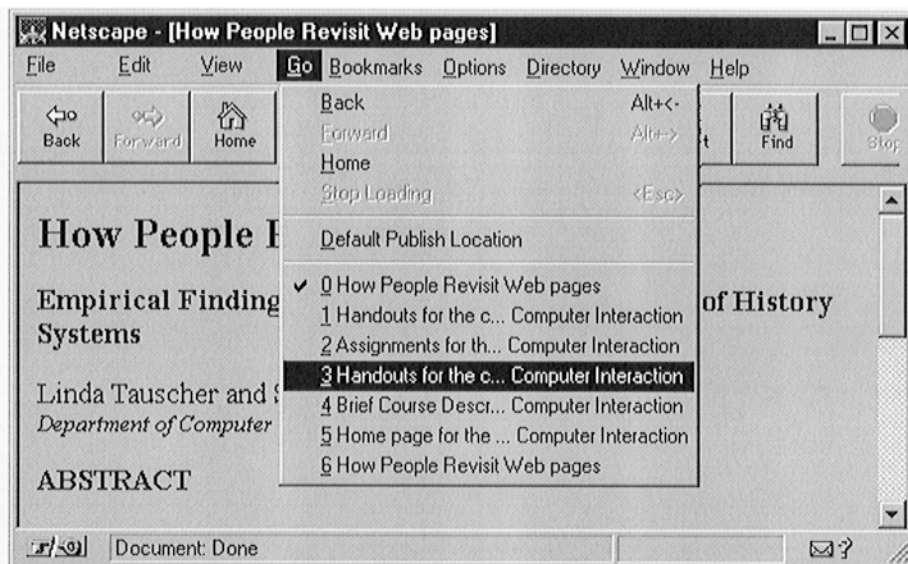 Netscape - [How People Revisit Web pages]
File Edit View Go Bookmarks Options Directory Window Help
Back Forward Home t Find Stop
Back Alt+<-
Forward Alt+->
Home
Stop Loading <Esc>
Default Publish Location
✔ 0 How People Revisit Web pages
1 Handouts for the c... Computer Interaction
2 Assignments for th... Computer Interaction
3 Handouts for the c... Computer Interaction
4 Brief Course Descr... Computer Interaction
5 Home page for the ... Computer Interaction
6 How People Revisit Web pages
How People
Empirical Finding of History
Systems
Linda Tauscher and
Department of Computer
ABSTRACT
Document: Done